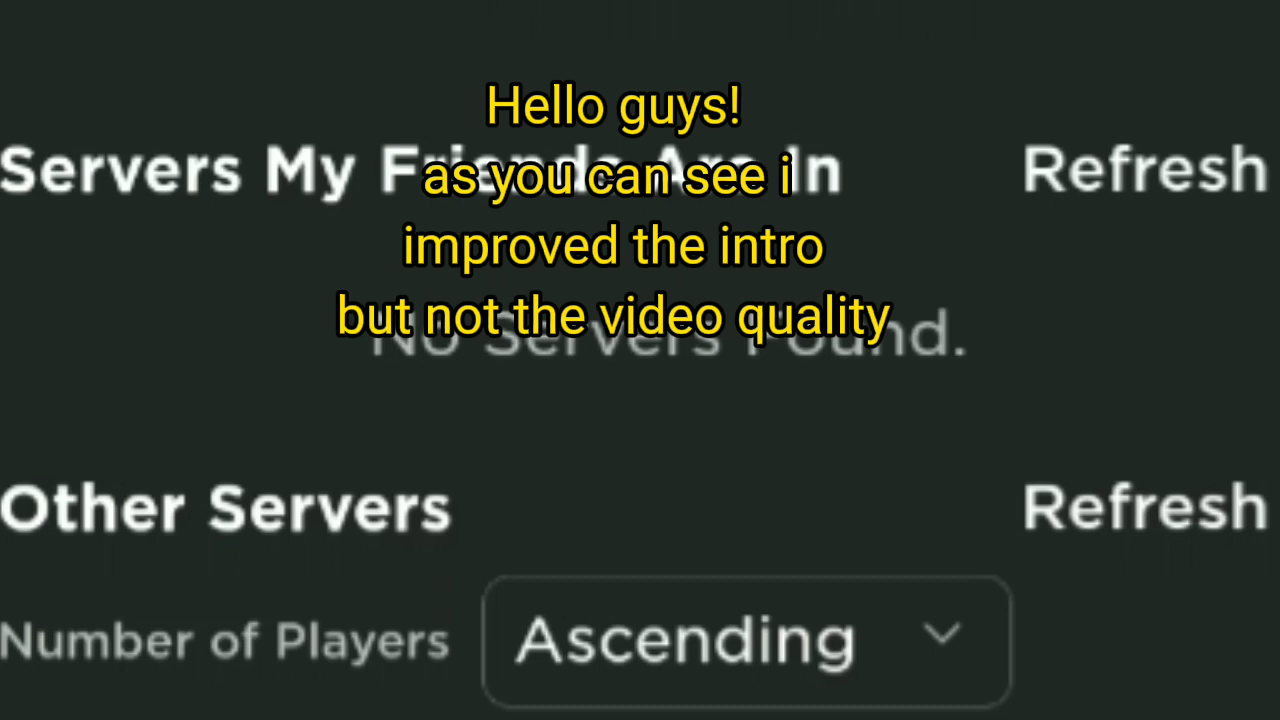 Hello guys!
Servers My Friends Are In
Refresh
as you can see i
improved the intro
but not the video quality
No Servers Found.
Other Servers
Refresh
Number of Players
Ascending